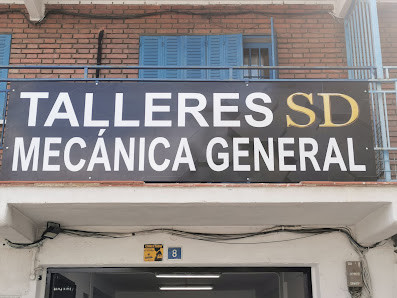 TALLERES SD
MECÁNICA GENERAL
8